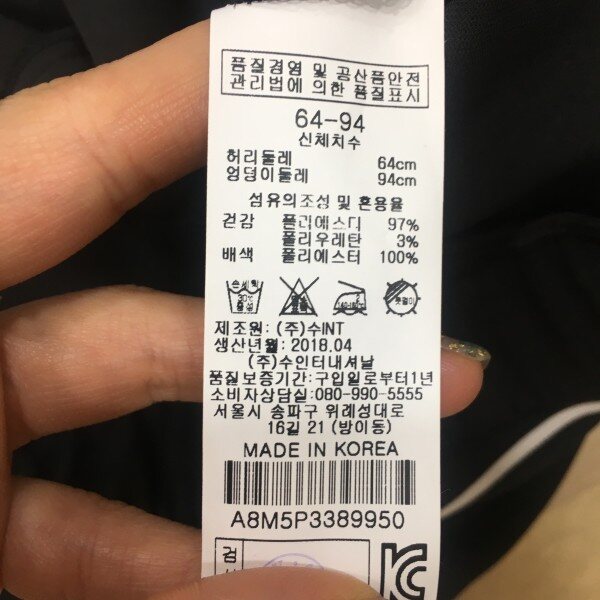 품질경영 및 공산품안전
관리법에 의한 품질표시
64-94
신체치수
허리둘레 64cm
엉덩이둘레 94cm
섬유의조성 및 혼용율
겉감 폴리에스터 97%
폴리우레탄 3%
배색 폴리에스터 100%
손세탁
30℃
중성
제조원: (주)수INT
생산년월: 2018.04
(주)수인터내셔날
품질보증기간:구입일로부터1년
소비자상담실:080-990-5555
서울시 송파구 위례성대로
16길 21 (방이동)
MADE IN KOREA
A8M5P3389950
검